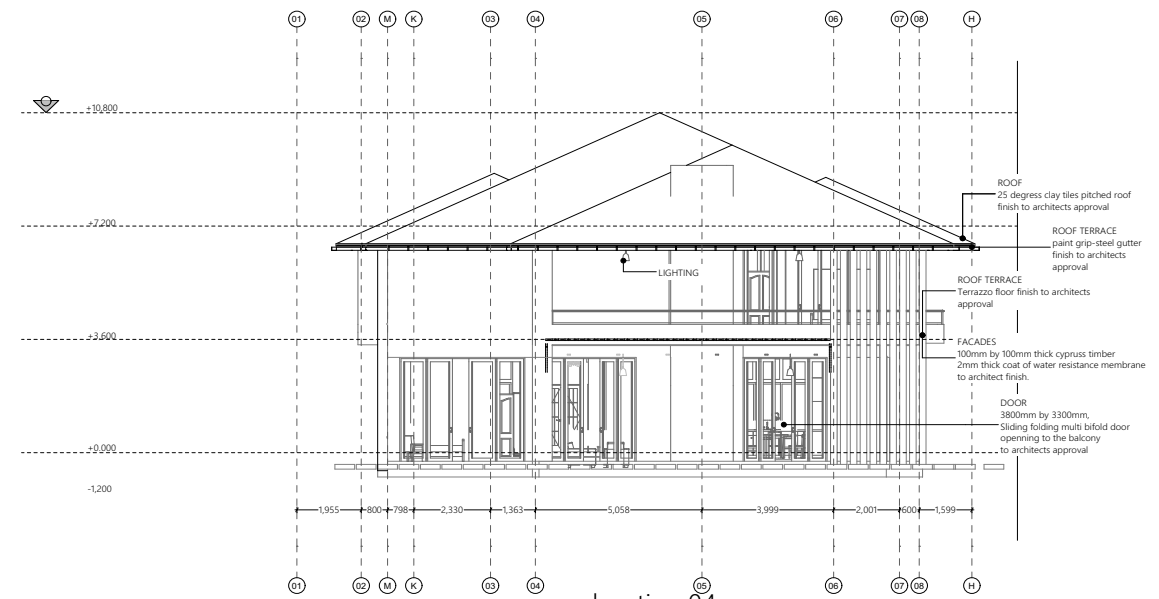 01 02 M K 03 04 05 06 07 08 H
+10,800
ROOF
25 degress clay tiles pitched roof
finish to architects approval
+7,200
ROOF TERRACE
paint grip-steel gutter
finish to architects
approval
LIGHTING
ROOF TERRACE
Terrazzo floor finish to architects
approval
+3,600
FACADES
100mm by 100mm thick cypruss timber
2mm thick coat of water resistance membrane
to architect finish.
DOOR
3800mm by 3300mm,
Sliding folding multi bifold door
openning to the balcony
to architects approval
+0,000
-1,200
1,955 800 798 2,330 1,363 5,058 3,999 2,001 600 1,599
01 02 M K 03 04 05 06 07 08 H